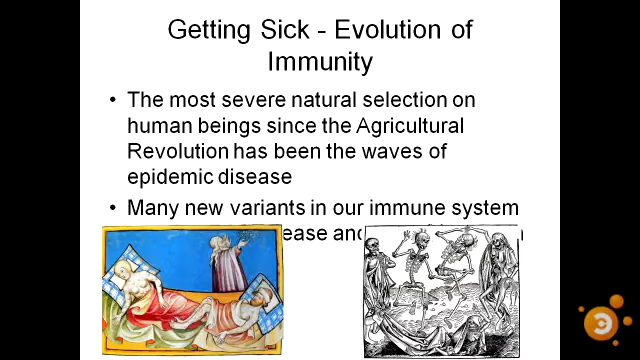 Getting Sick - Evolution of
Immunity
• The most severe natural selection on
human beings since the Agricultural
Revolution has been the waves of
epidemic disease
• Many new variants in our immune system
ease and